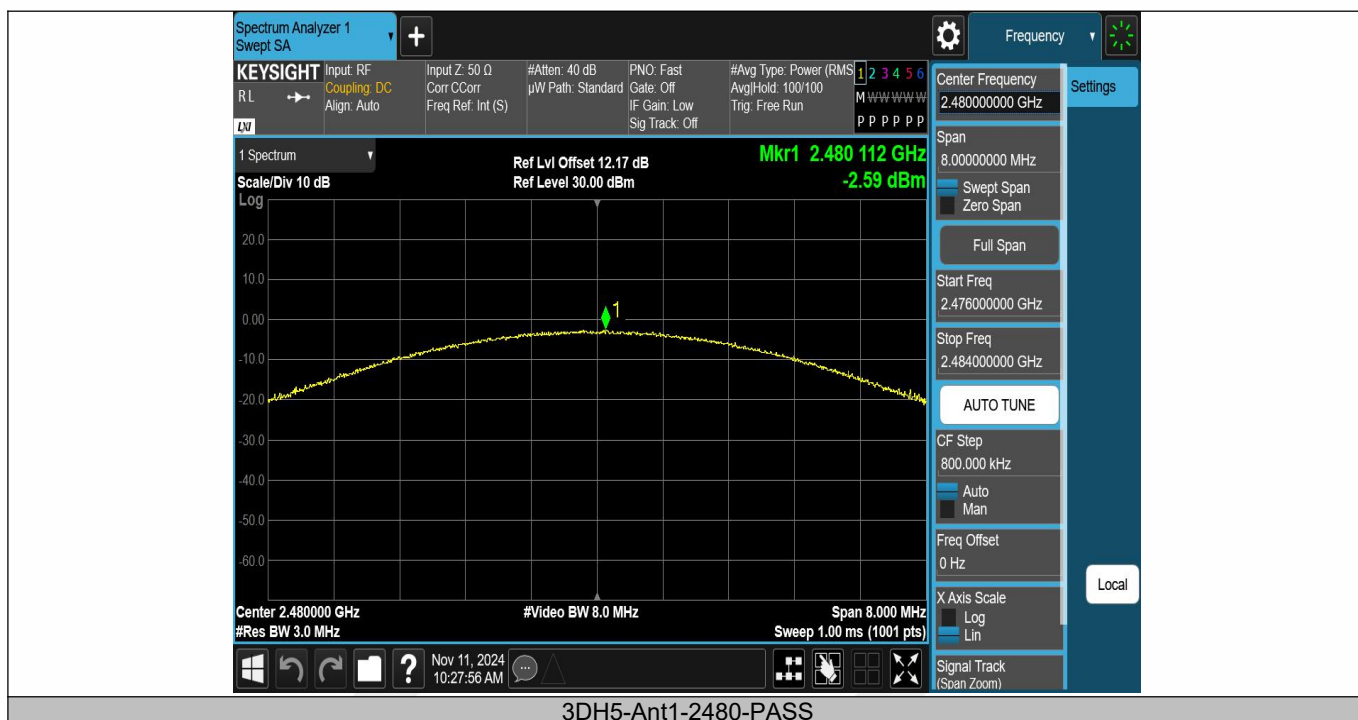 Spectrum Analyzer 1
Swept SA
+
Frequency
KEYSIGHT
RL
LXI
Input: RF
Coupling: DC
Align: Auto
Input Z: 50 Ω
Corr CCorr
Freq Ref: Int (S)
#Atten: 40 dB
µW Path: Standard
PNO: Fast
Gate: Off
IF Gain: Low
Sig Track: Off
#Avg Type: Power (RMS
Avg|Hold: 100/100
Trig: Free Run
1 2 3 4 5 6
M W W W W W
P P P P P P
1 Spectrum
Scale/Div 10 dB
Log
Ref Lvl Offset 12.17 dB
Ref Level 30.00 dBm
Mkr1 2.480 112 GHz
-2.59 dBm
20.0
10.0
0.00
-10.0
-20.0
-30.0
-40.0
-50.0
-60.0
1
Center 2.480000 GHz
#Video BW 8.0 MHz
Span 8.000 MHz
#Res BW 3.0 MHz
Sweep 1.00 ms (1001 pts)
Center Frequency
2.480000000 GHz
Settings
Span
8.00000000 MHz
Swept Span
Zero Span
Full Span
Start Freq
2.476000000 GHz
Stop Freq
2.484000000 GHz
AUTO TUNE
CF Step
800.000 kHz
Auto
Man
Freq Offset
0 Hz
Local
X Axis Scale
Log
Lin
Signal Track
(Span Zoom)
?
Nov 11, 2024
10:27:56 AM
3DH5-Ant1-2480-PASS